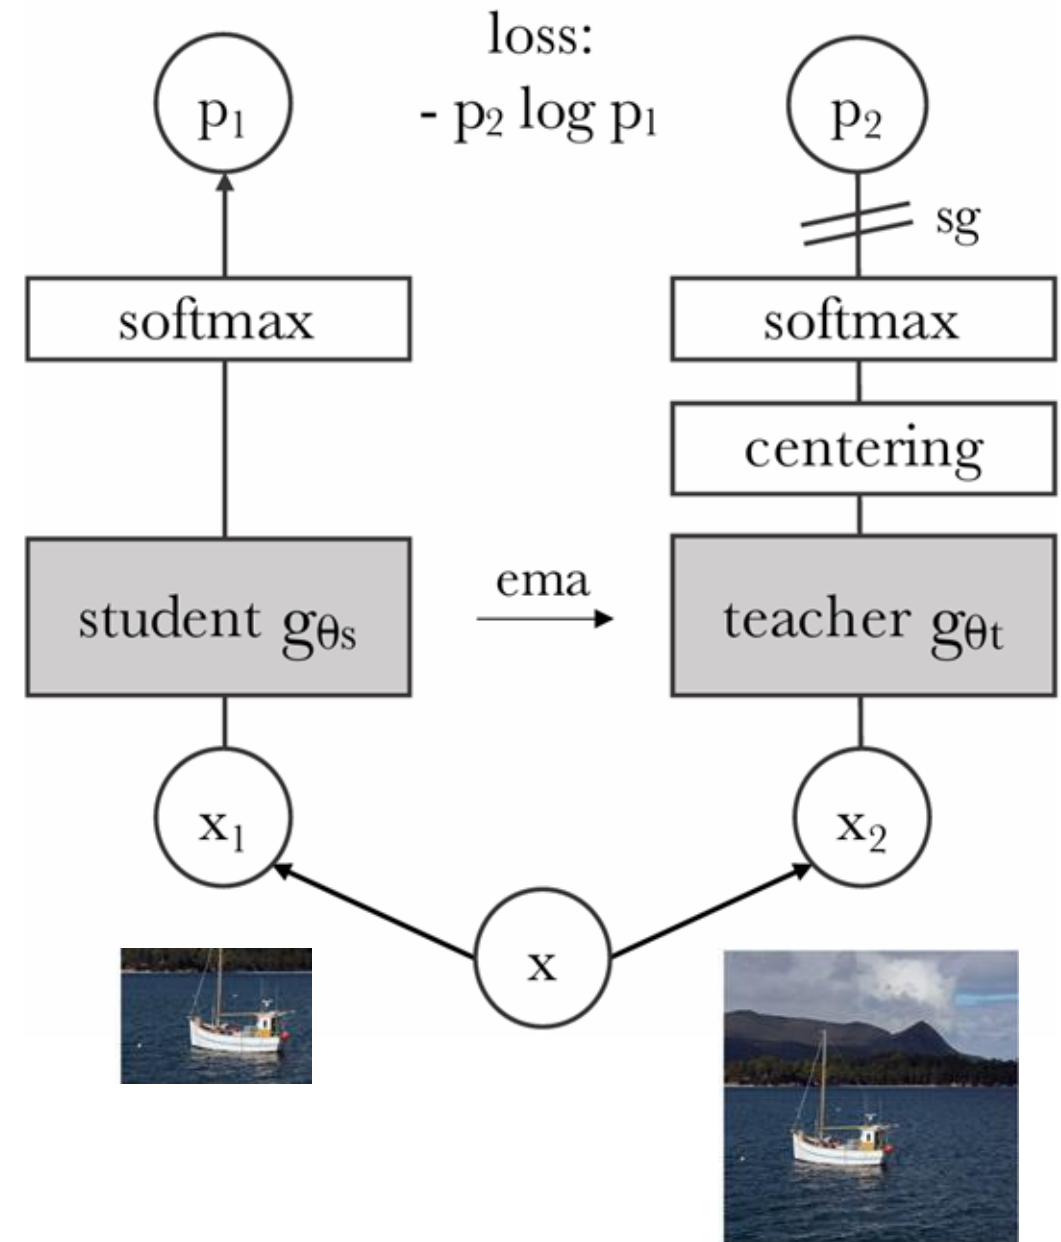 loss:
p₁
- p₂ log p₁
p₂
sg
softmax
softmax
centering
ema
student gθs
teacher gθt
x₁
x₂
x